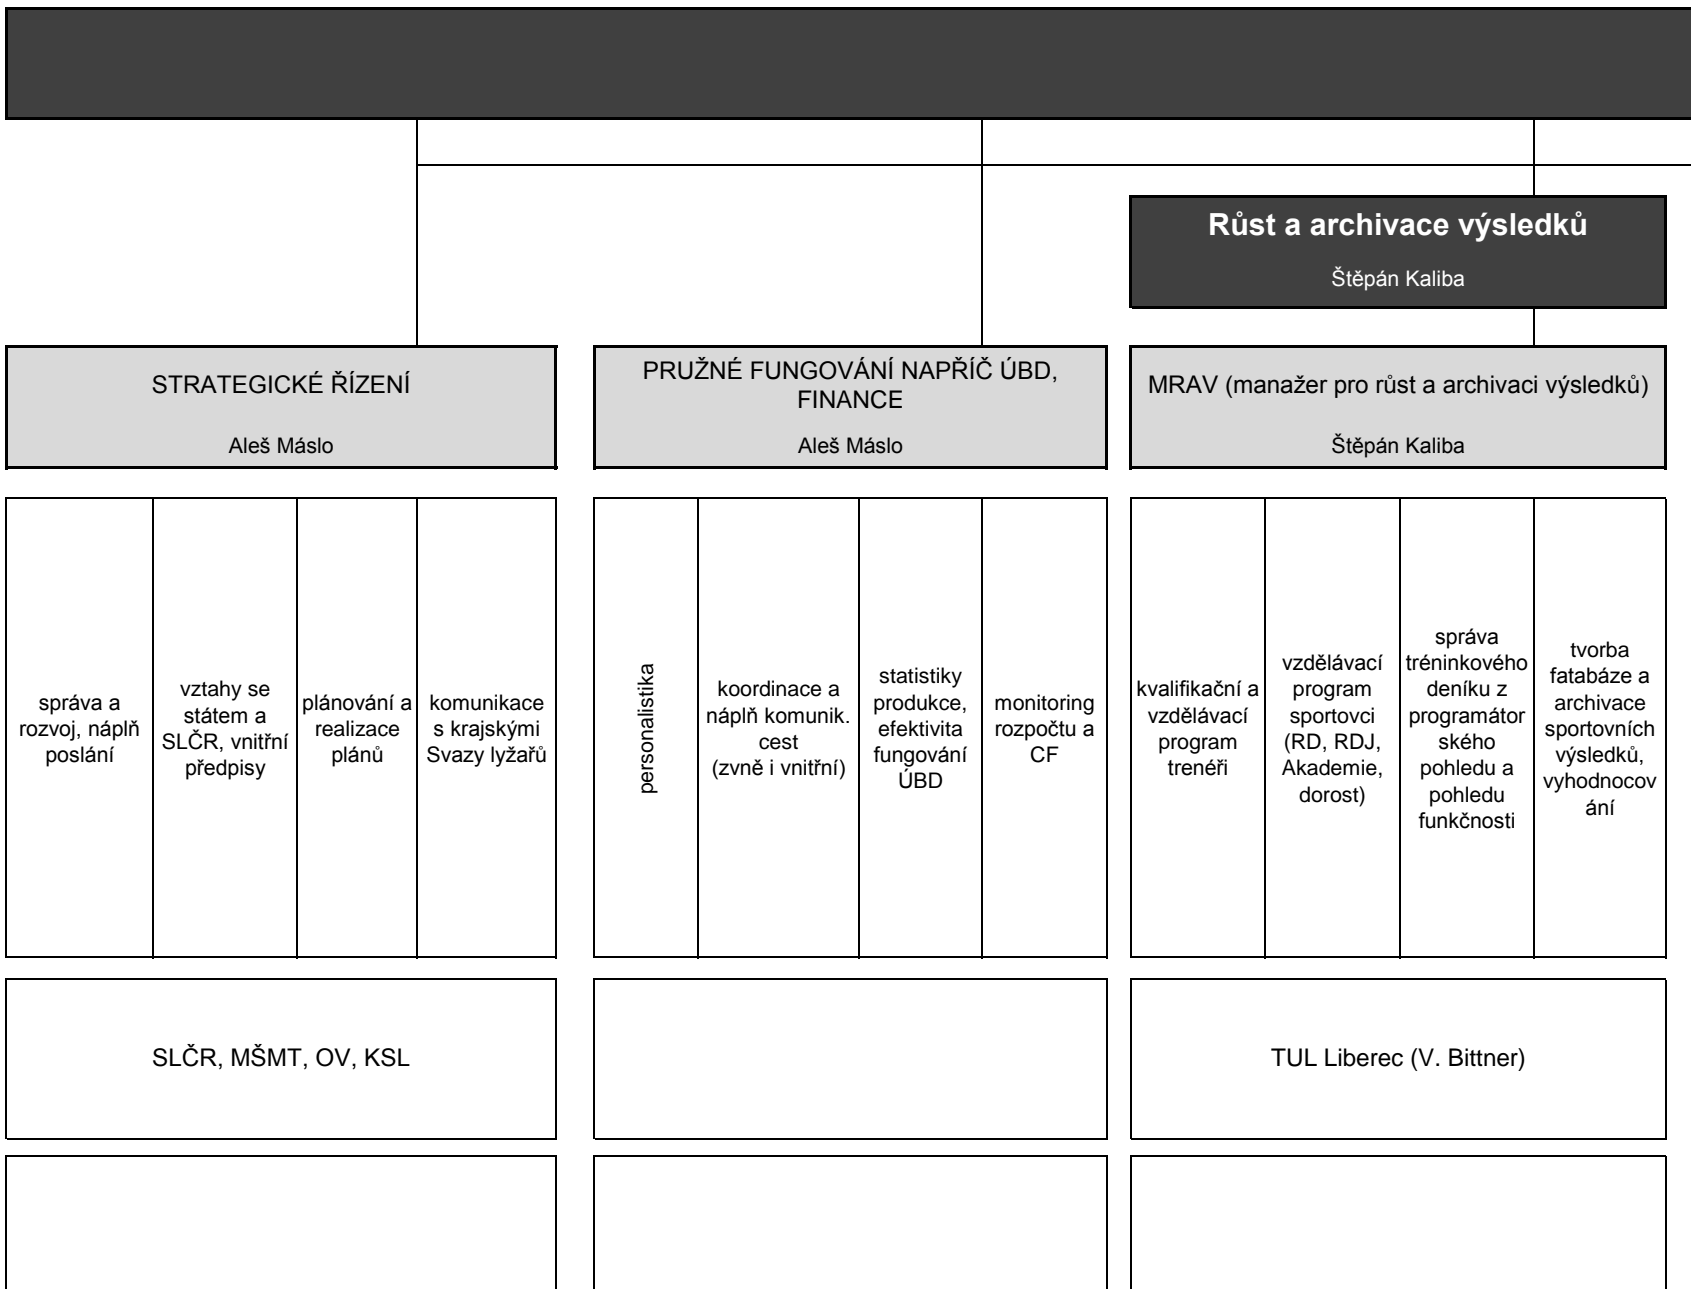 Růst a archivace výsledků
Štěpán Kaliba
STRATEGICKÉ ŘÍZENÍ
Aleš Máslo
PRUŽNÉ FUNGOVÁNÍ NAPŘÍČ ÚBD,
FINANCE
Aleš Máslo
MRAV (manažer pro růst a archivaci výsledků)
Štěpán Kaliba
správa a
rozvoj, náplň
poslání
vztahy se
státem a
SLČR, vnitřní
předpisy
plánování a
realizace
plánů
komunikace
s krajskými
Svazy lyžařů
personalistika
koordinace a
náplň komunik.
cest
(zvně i vnitřní)
statistiky
produkce,
efektivita
fungování
ÚBD
monitoring
rozpočtu a
CF
kvalifikační a
vzdělávací
program
trenéři
vzdělávací
program
sportovci
(RD, RDJ,
Akademie,
dorost)
správa
tréninkového
deníku z
programátor
ského
pohledu a
pohledu
funkčnosti
tvorba
fatabáze a
archivace
sportovních
výsledků,
vyhodnocov
ání
SLČR, MŠMT, OV, KSL
TUL Liberec (V. Bittner)